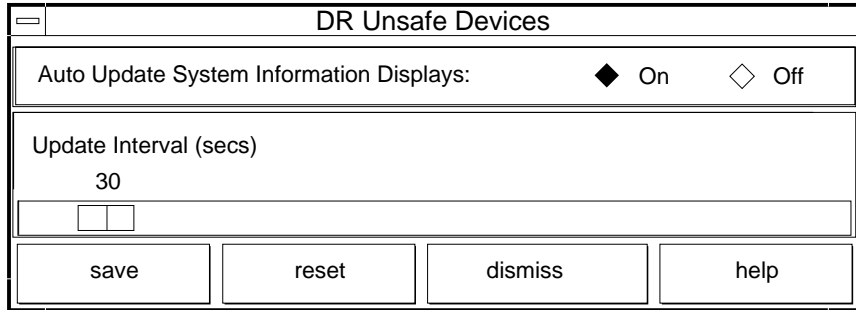 DR Unsafe Devices
Auto Update System Information Displays: On Off
Update Interval (secs)
30
save reset dismiss help